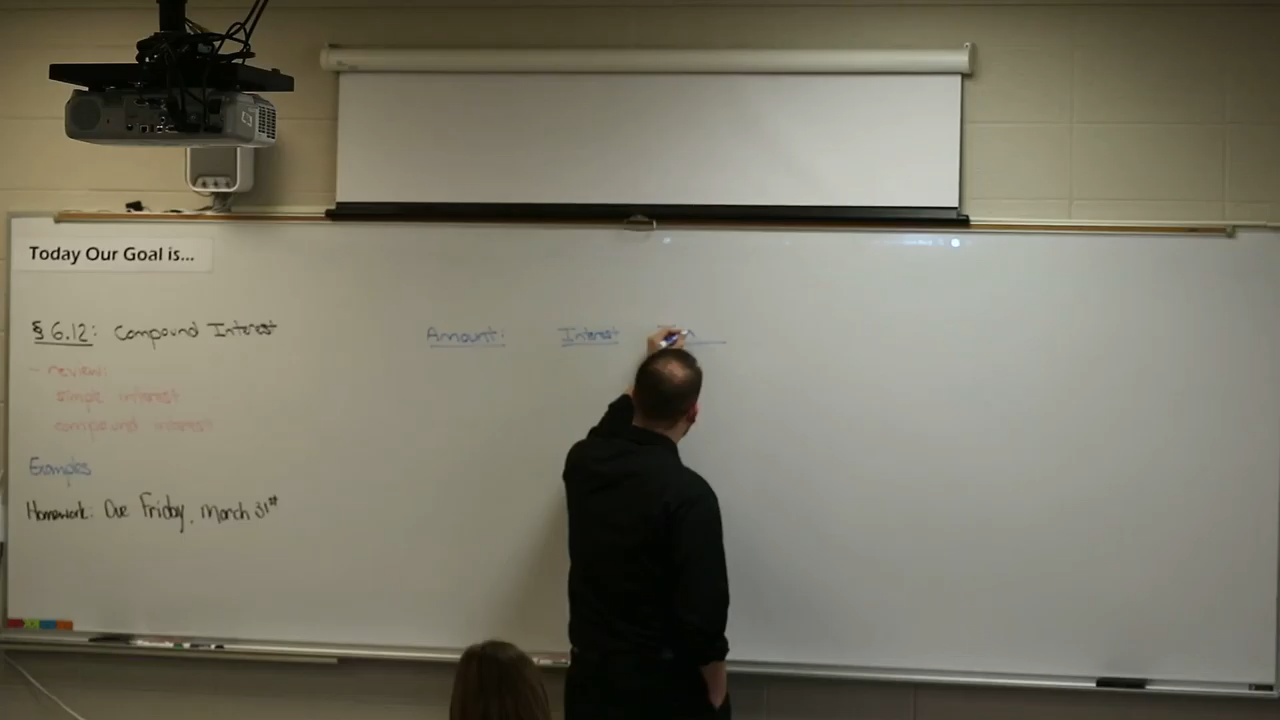 Today Our Goal is...
§ 6.12: Compound Interest
- review:
simple interest
compound interest
Examples
Homework: Due Friday, March 31st
Amount: Interest